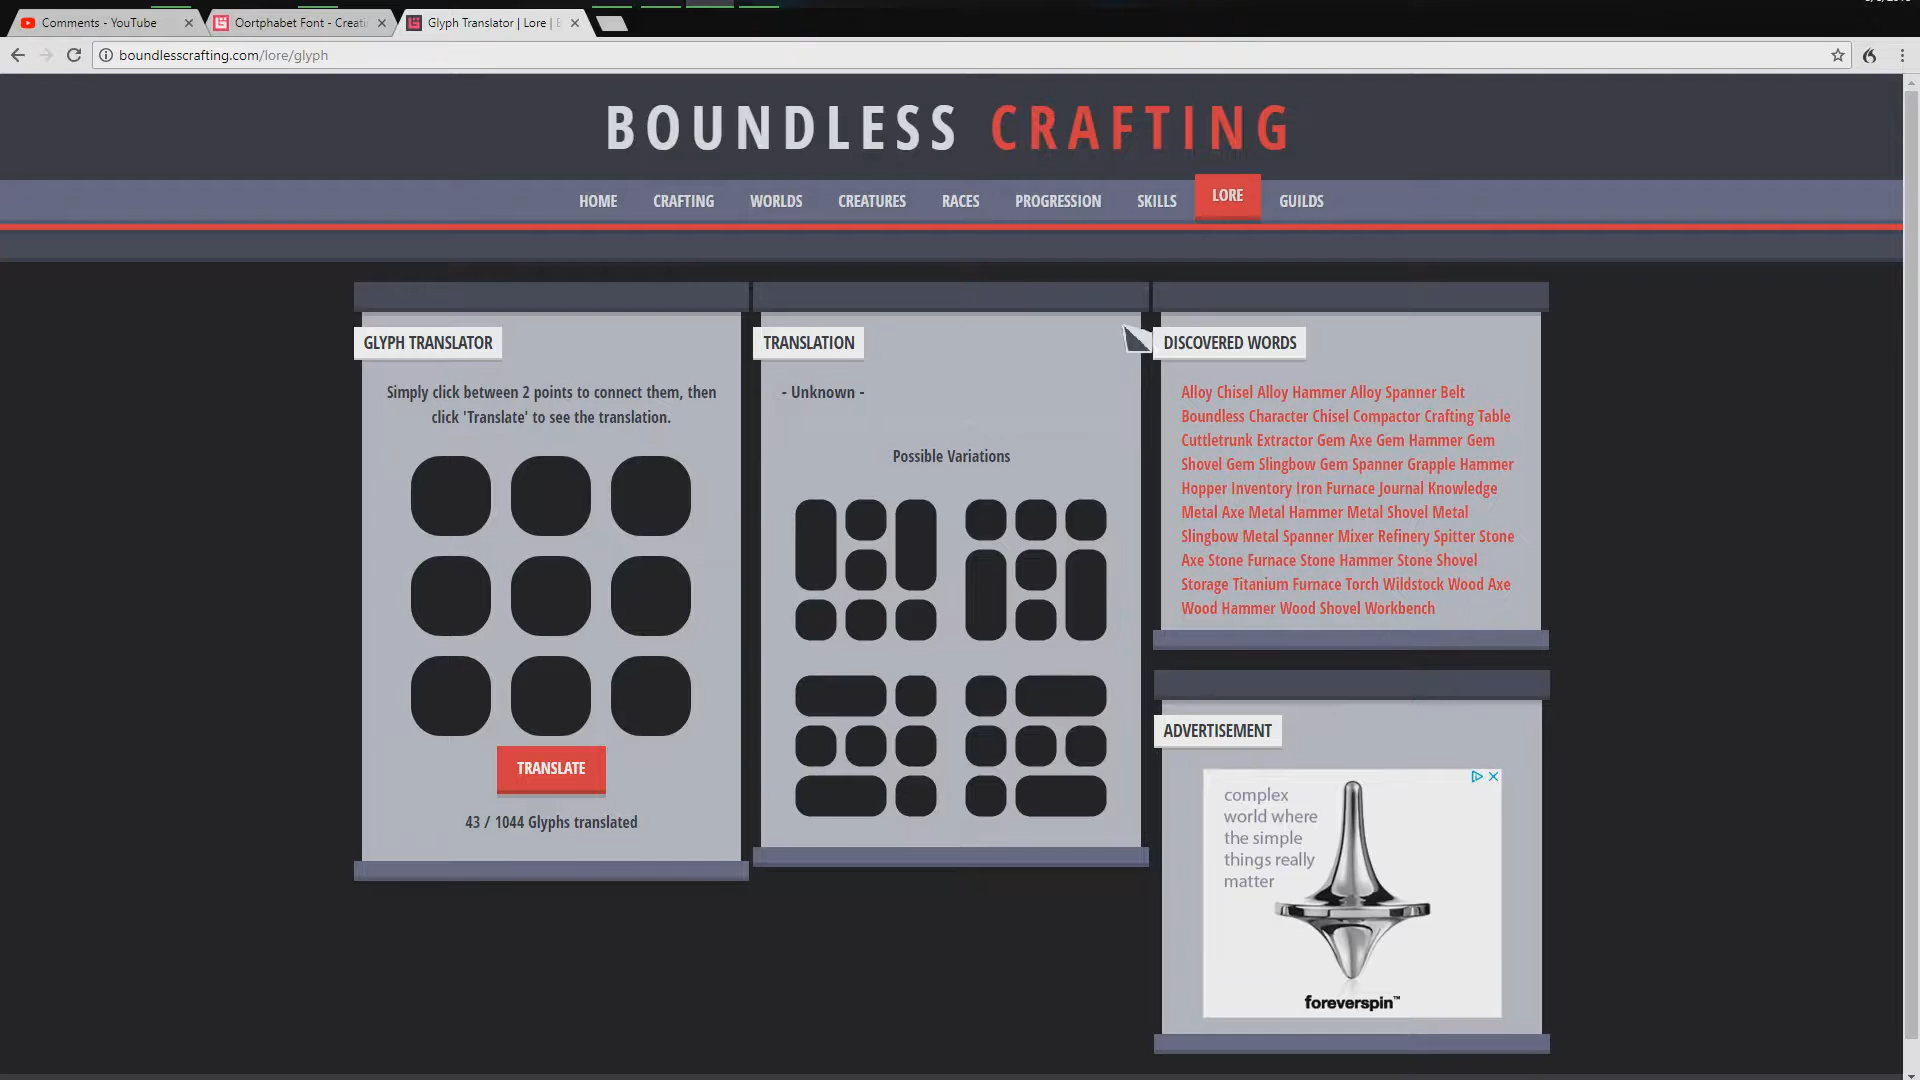 Comments - YouTube
Oortphabet Font - Creati
Glyph Translator | Lore |
boundlesscrafting.com/lore/glyph
BOUNDLESS CRAFTING
HOME CRAFTING WORLDS CREATURES RACES PROGRESSION SKILLS LORE GUILDS
GLYPH TRANSLATOR
Simply click between 2 points to connect them, then
click 'Translate' to see the translation.
TRANSLATE
43 / 1044 Glyphs translated
TRANSLATION
- Unknown -
Possible Variations
DISCOVERED WORDS
Alloy Chisel Alloy Hammer Alloy Spanner Belt
Boundless Character Chisel Compactor Crafting Table
Cuttletrunk Extractor Gem Axe Gem Hammer Gem
Shovel Gem Slingbow Gem Spanner Grapple Hammer
Hopper Inventory Iron Furnace Journal Knowledge
Metal Axe Metal Hammer Metal Shovel Metal
Slingbow Metal Spanner Mixer Refinery Spitter Stone
Axe Stone Furnace Stone Hammer Stone Shovel
Storage Titanium Furnace Torch Wildstock Wood Axe
Wood Hammer Wood Shovel Workbench
ADVERTISEMENT
complex
world where
the simple
things really
matter
foreverspin™